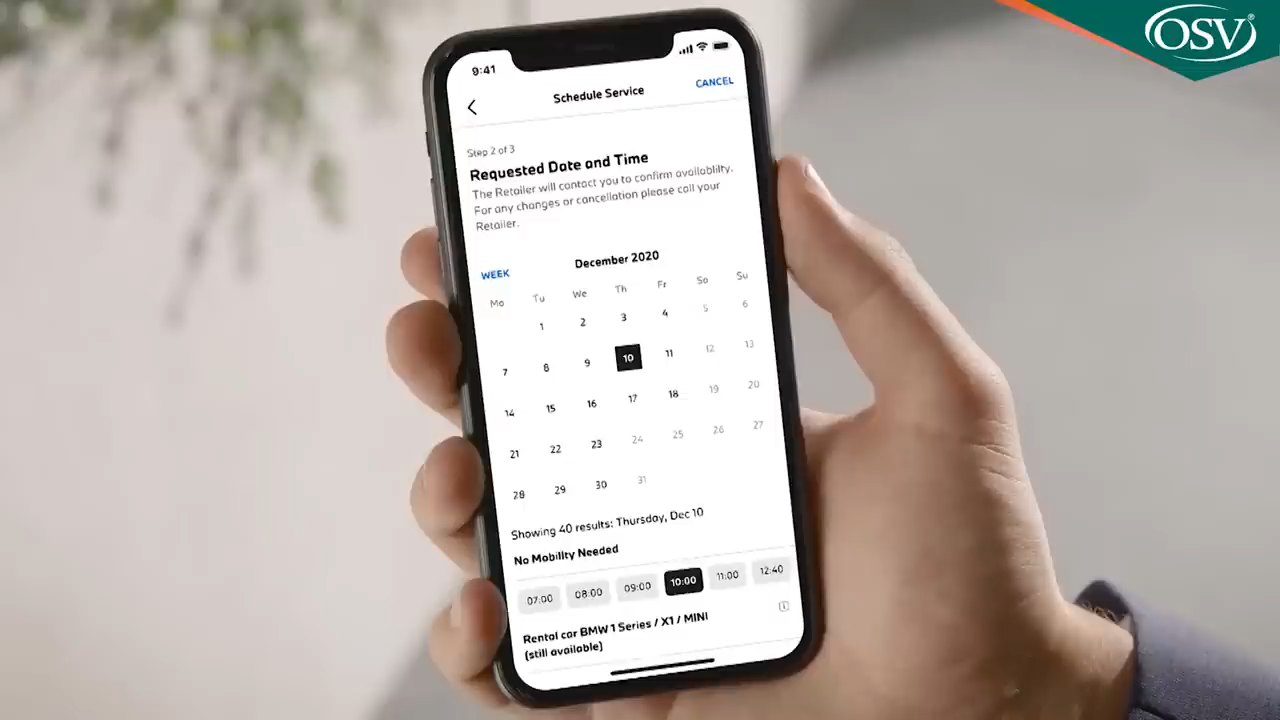 OSV®
9:41
Schedule Service
CANCEL
Step 2 of 3
Requested Date and Time
The Retailer will contact you to confirm availablilty.
For any changes or cancellation please call your
Retailer.
WEEK
December 2020
Mo Tu We Th Fr Sa Su
1 2 3 4 5 6
7 8 9 10 11 12 13
14 15 16 17 18 19 20
21 22 23 24 25 26 27
28 29 30 31
Showing 40 results: Thursday, Dec 10
No Mobility Needed
07:00 08:00 09:00 10:00 11:00 12:40
Rental car BMW 1 Series / X1 / MINI
(still available)